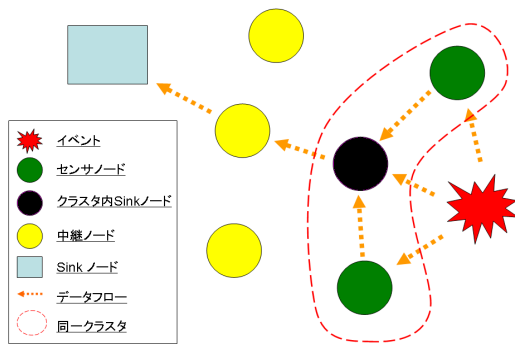 イベント
センサノード
クラスタ内Sinkノード
中継ノード
Sink ノード
データフロー
同一クラスタ